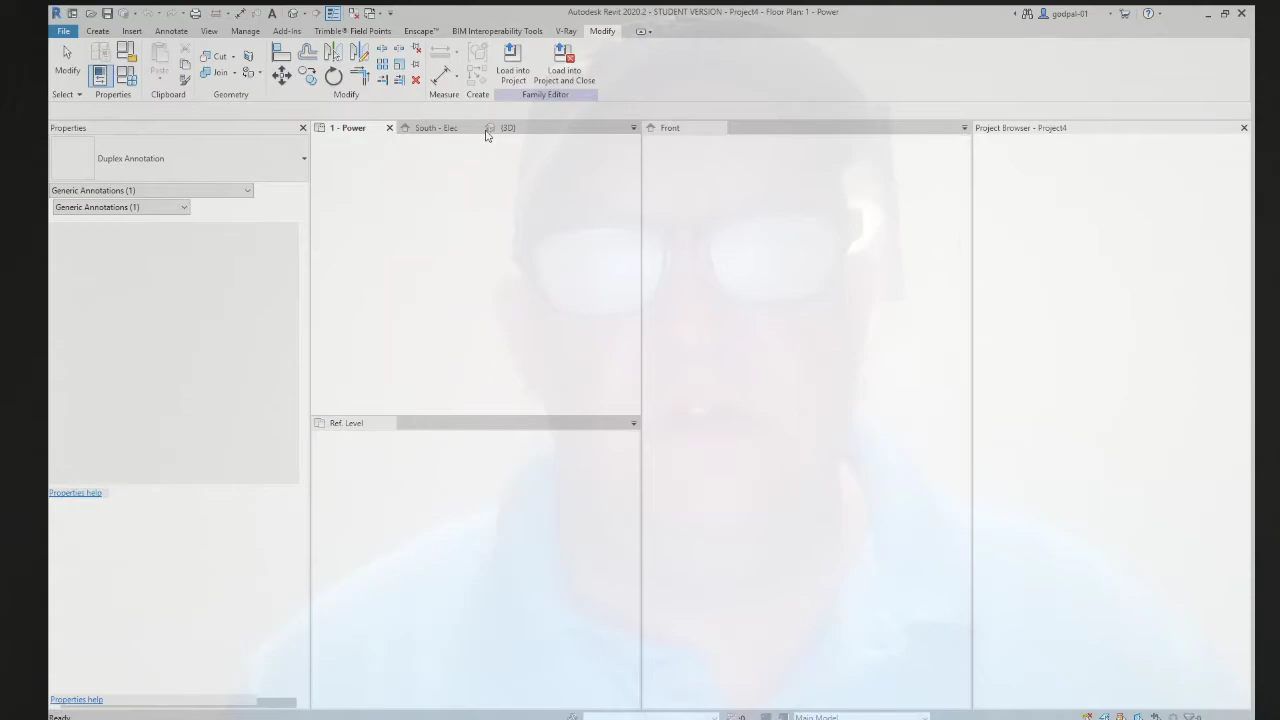 Autodesk Revit 2020.2 - STUDENT VERSION - Project4 - Floor Plan: 1 - Power
godpal-01
File Create Insert Annotate View Manage Add-Ins Trimble® Field Points Enscape™ BIM Interoperability Tools V-Ray Modify
Modify
Paste
Cut
Join
Load into Project
Load into Project and Close
Select Properties Clipboard Geometry Modify Measure Create Family Editor
Properties
1 - Power
South - Elec
{3D}
Front
Project Browser - Project4
Duplex Annotation
Generic Annotations (1)
Generic Annotations (1)
Ref. Level
Properties help
Properties help
Ready
:0
Main Model
:0